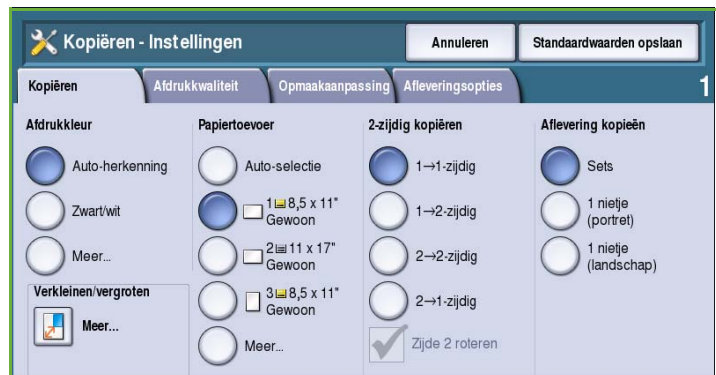 Kopiëren - Instellingen
Annuleren
Standaardwaarden opslaan
Kopiëren
Afdrukkwaliteit
Opmaakaanpassing
Afleveringsopties
1
Afdrukkleur
Auto-herkenning
Zwart/wit
Meer...
Verkleinen/vergroten
Meer...
Papiertoevoer
Auto-selectie
1 8,5 x 11"
Gewoon
2 11 x 17"
Gewoon
3 8,5 x 11"
Gewoon
Meer...
2-zijdig kopiëren
1→1-zijdig
1→2-zijdig
2→2-zijdig
2→1-zijdig
Zijde 2 roteren
Aflevering kopieën
Sets
1 nietje
(portret)
1 nietje
(landschap)